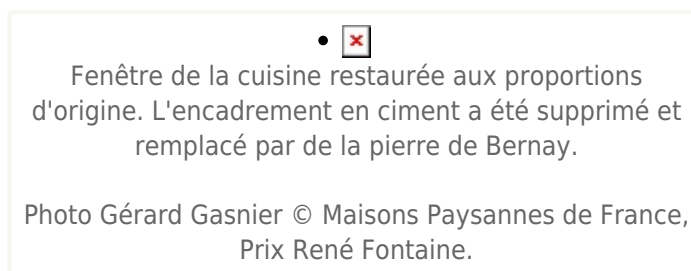 Fenêtre de la cuisine restaurée aux proportions
d'origine. L'encadrement en ciment a été supprimé et
remplacé par de la pierre de Bernay.
Photo Gérard Gasnier © Maisons Paysannes de France,
Prix René Fontaine.